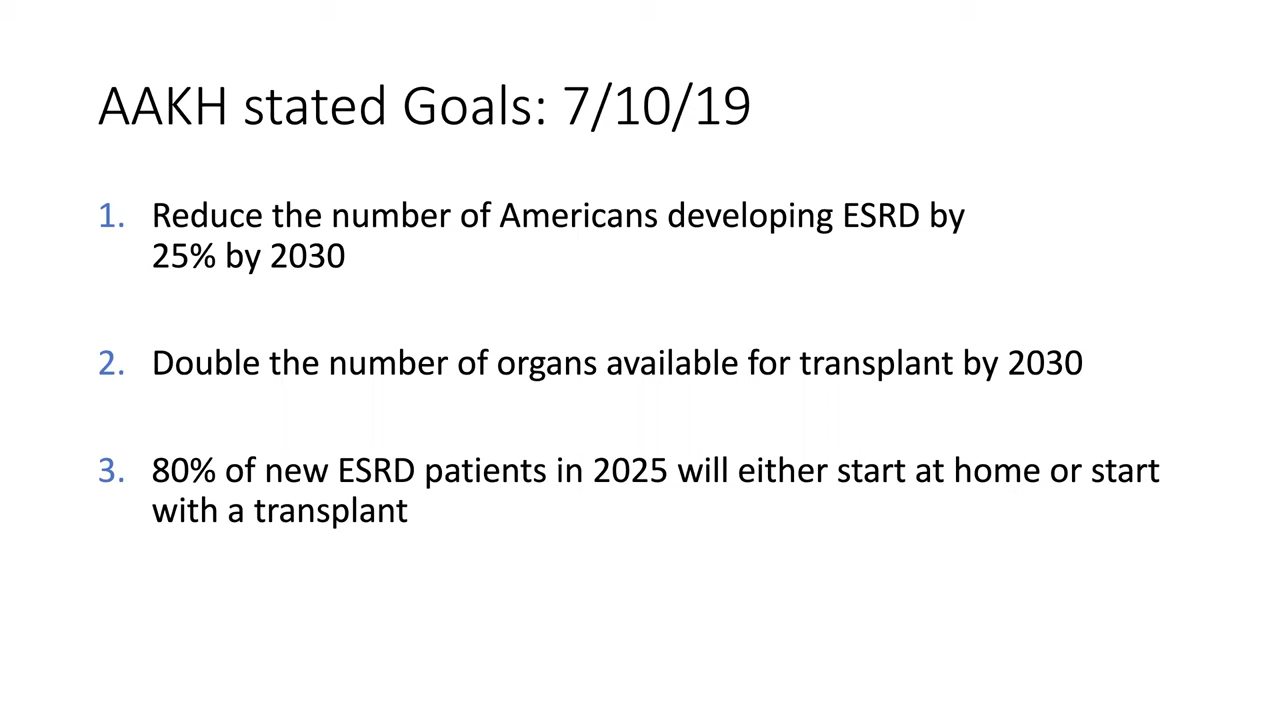 AAKH stated Goals: 7/10/19
1. Reduce the number of Americans developing ESRD by
25% by 2030
2. Double the number of organs available for transplant by 2030
3. 80% of new ESRD patients in 2025 will either start at home or start
with a transplant